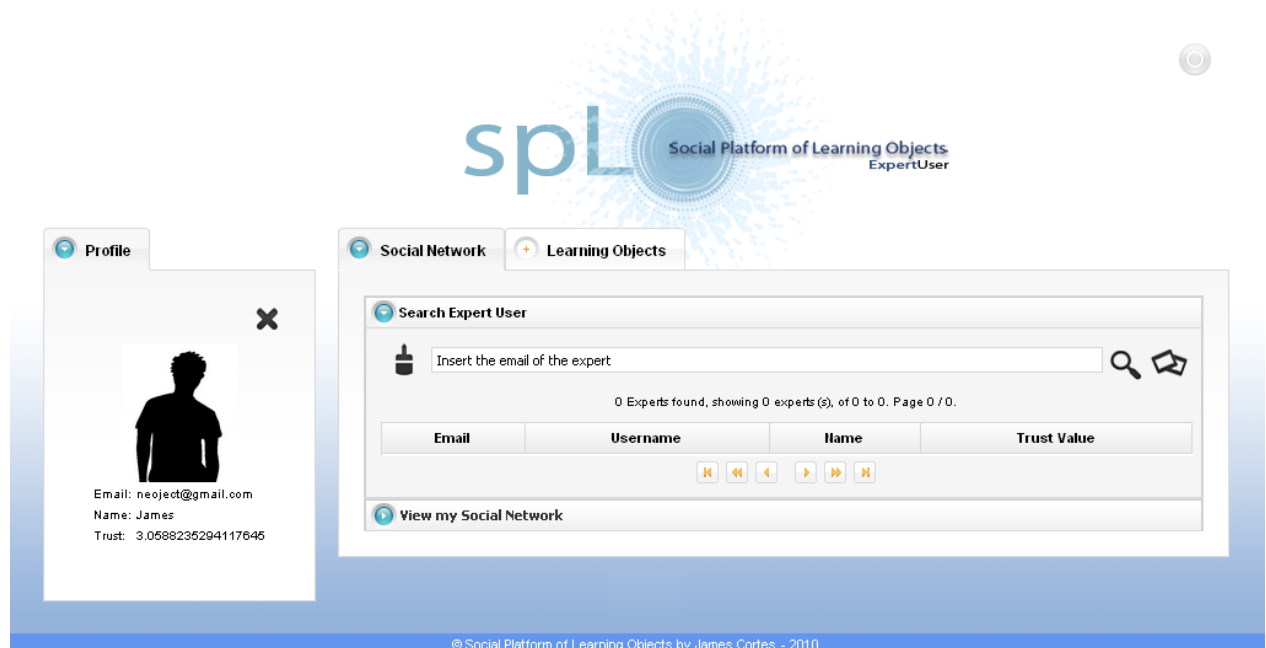 spLO
Social Platform of Learning Objects
ExpertUser
Profile
Email: neoject@gmail.com
Name: James
Trust: 3.0588235294117645
Social Network
Learning Objects
Search Expert User
Insert the email of the expert
0 Experts found, showing 0 experts (s), of 0 to 0. Page 0 / 0.
Email Username Name Trust Value
View my Social Network
© Social Platform of Learning Objects by James Cortes - 2010